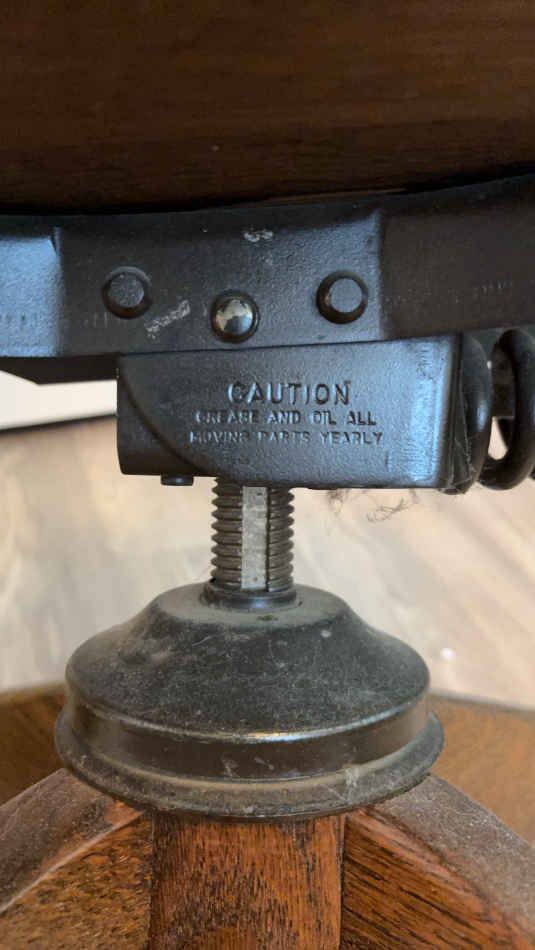 CAUTION
GREASE AND OIL ALL
MOVING PARTS YEARLY